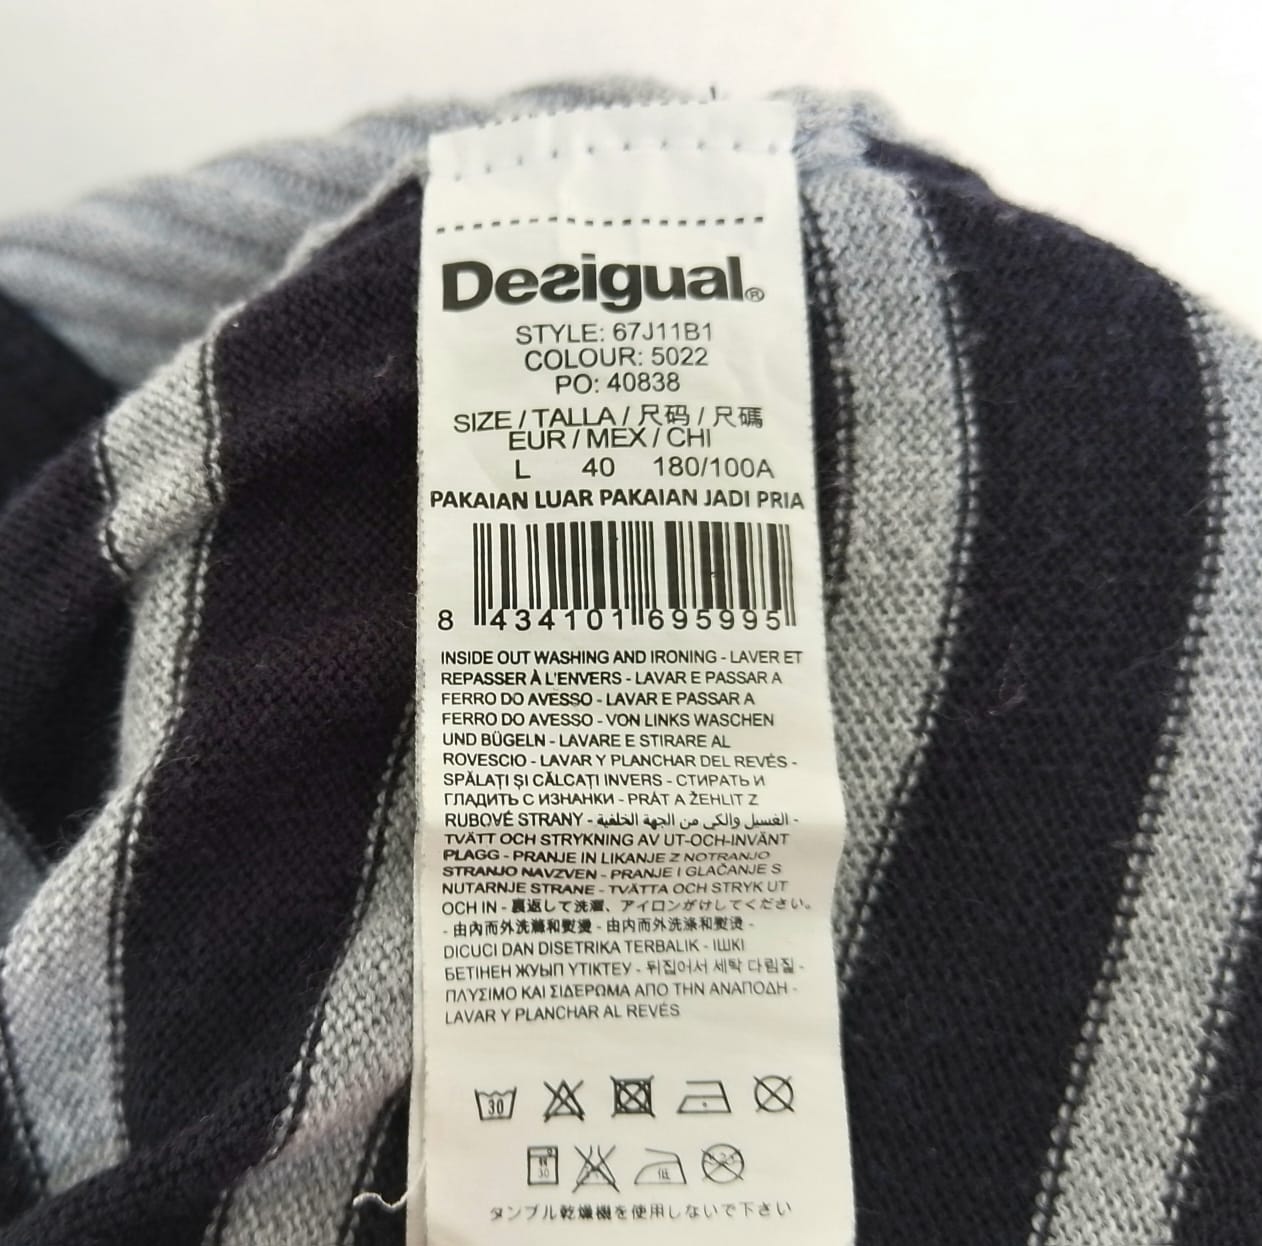 Desigual®
STYLE: 67J11B1
COLOUR: 5022
PO: 40838
SIZE / TALLA / 尺码 / 尺碼
EUR / MEX / CHI
L 40 180/100A
PAKAIAN LUAR PAKAIAN JADI PRIA
8 434101 695995
INSIDE OUT WASHING AND IRONING - LAVER ET
REPASSER À L'ENVERS - LAVAR E PASSAR A
FERRO DO AVESSO - LAVAR E PASSAR A
FERRO DO AVESSO - VON LINKS WASCHEN
UND BÜGELN - LAVARE E STIRARE AL
ROVESCIO - LAVAR Y PLANCHAR DEL REVÉS -
SPĂLAȚI ȘI CĂLCAȚI INVERS - СТИРАТЬ И
ГЛАДИТЬ С ИЗНАНКИ - PRÁT A ŽEHLIT Z
RUBOVÉ STRANY - الغسيل والكي من الجهة الخلفية -
TVÄTT OCH STRYKNING AV UT-OCH-INVÄNT
PLAGG - PRANJE IN LIKANJE Z NOTRANJO
STRANJO NAVZVEN - PRANJE I GLAČANJE S
NUTARNJE STRANE - TVÄTTA OCH STRYK UT
OCH IN - 裏返して洗濯、アイロンがけしてください。
- 由內而外洗滌和熨燙 - 由内而外洗涤和熨烫 -
DICUCI DAN DISETRIKA TERBALIK - ІШКІ
БЕТІНЕН ЖУЫП ҮТІКТЕУ - 뒤집어서 세탁 다림질 -
ΠΛΥΣΙΜΟ ΚΑΙ ΣΙΔΕΡΩΜΑ ΑΠΟ ΤΗΝ ΑΝΑΠΟΔΗ -
LAVAR Y PLANCHAR AL REVÉS
30
30 低
タンブル乾燥機を使用しないで下さい